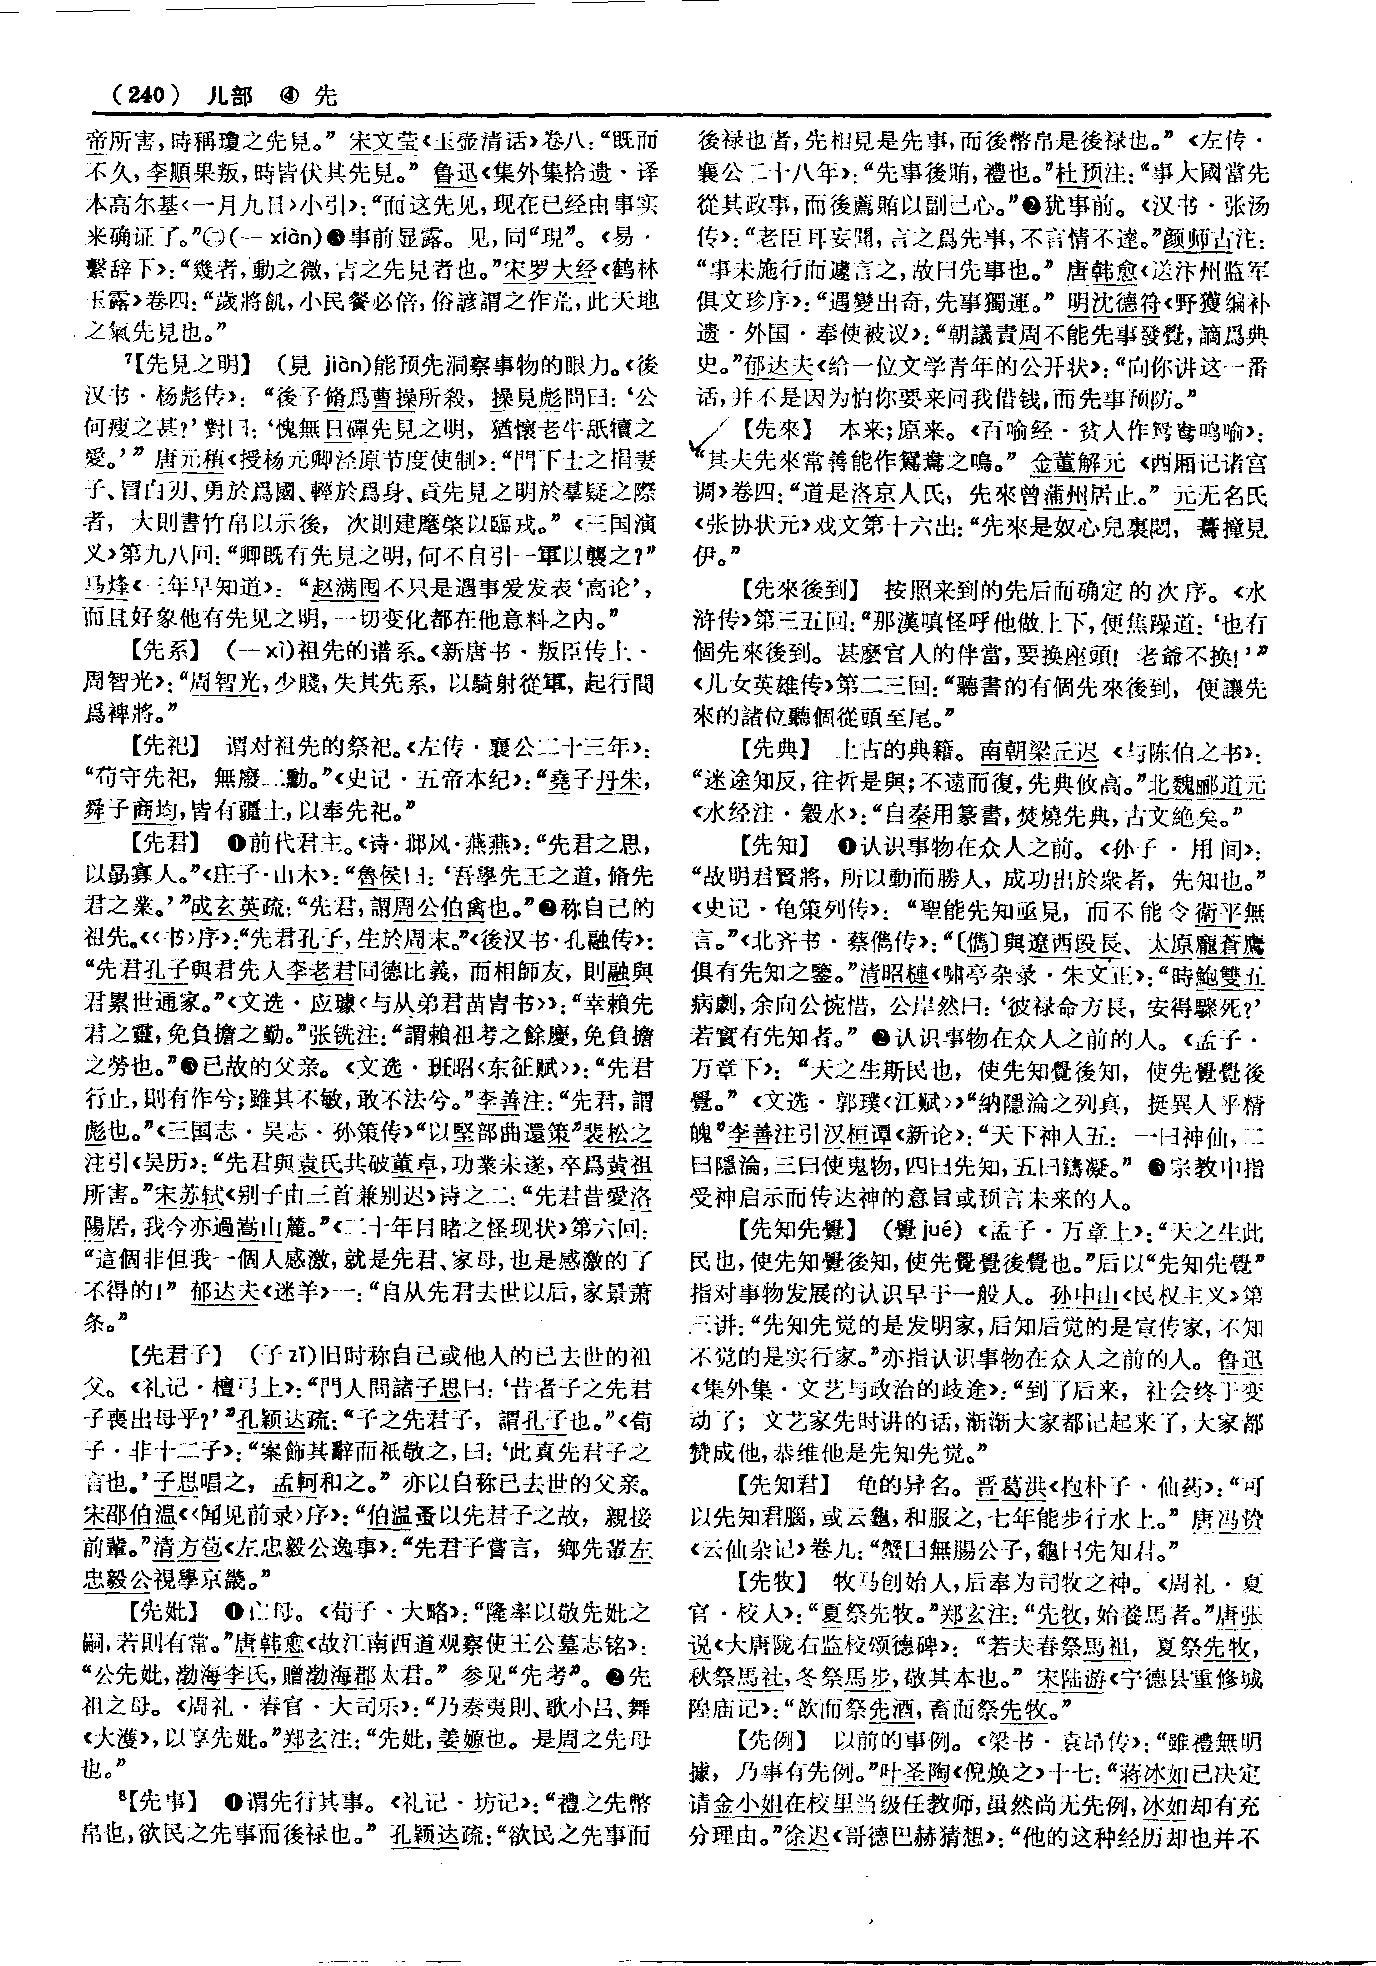 (240) 儿部 ④ 先
帝所害，時稱瓊之先見。”宋文莹《玉壶清话》卷八：“既而
不久，李順果叛，時皆伏其先見。”鲁迅《集外集拾遗·译
本高尔基〈一月九日〉小引》：“而这先见，现在已经由事实
来确证了。”㊁(—xiàn)❸事前显露。见，同“現”。《易·
繫辞下》：“幾者，動之微，吉之先見者也。”宋罗大经《鹤林
玉露》卷四：“歲將飢，小民餐必倍，俗諺謂之作荒，此天地
之氣先見也。”
⁷【先見之明】 (見 jiàn)能预先洞察事物的眼力。《後
汉书·杨彪传》：“後子脩爲曹操所殺，操見彪問曰：‘公
何瘦之甚？’對曰：‘愧無日磾先見之明，猶懷老牛舐犢之
愛。’”唐元稹《授杨元卿泾原节度使制》：“門下士之捐妻
子、冒白刃、勇於爲國、輕於爲身、貞先見之明於羣疑之際
者，大則書竹帛以示後，次則建麾棨以臨戎。”《三国演
义》第九八回：“卿既有先見之明，何不自引一軍以襲之？”
马烽《三年早知道》：“赵满囤不只是遇事爱发表‘高论’，
而且好象他有先见之明，一切变化都在他意料之内。”
【先系】 (—xì)祖先的谱系。《新唐书·叛臣传上·
周智光》：“周智光，少賤，失其先系，以騎射從軍，起行間
爲裨將。”
【先祀】 谓对祖先的祭祀。《左传·襄公二十三年》：
“苟守先祀，無廢二勳。”《史记·五帝本纪》：“堯子丹朱，
舜子商均，皆有疆土，以奉先祀。”
【先君】 ❶前代君主。《诗·邶风·燕燕》：“先君之思，
以勗寡人。”《庄子·山木》：“魯侯曰：‘吾學先王之道，脩先
君之業。’”成玄英疏：“先君，謂周公伯禽也。”❷称自己的
祖先。《〈书〉序》：“先君孔子，生於周末。”《後汉书·孔融传》：
“先君孔子與君先人李老君同德比義，而相師友，則融與
君累世通家。”《文选·应璩〈与从弟君苗胄书〉》：“幸賴先
君之靈，免負擔之勤。”张铣注：“謂賴祖考之餘慶，免負擔
之勞也。”❸已故的父亲。《文选·班昭〈东征赋〉》：“先君
行止，則有作兮；雖其不敏，敢不法兮。”李善注：“先君，謂
彪也。”《三国志·吴志·孙策传》“以堅部曲還策”裴松之
注引《吴历》：“先君與袁氏共破董卓，功業未遂，卒爲黄祖
所害。”宋苏轼《别子由三首兼别迟》诗之二：“先君昔愛洛
陽居，我今亦過嵩山麓。”《二十年目睹之怪现状》第六回：
“這個非但我一個人感激，就是先君、家母，也是感激的了
不得的！”郁达夫《迷羊》一：“自从先君去世以后，家景萧
条。”
【先君子】 (子 zǐ)旧时称自己或他人的已去世的祖
父。《礼记·檀弓上》：“門人問諸子思曰：‘昔者子之先君
子喪出母乎？’”孔颖达疏：“子之先君子，謂孔子也。”《荀
子·非十二子》：“案飾其辭而祇敬之，曰：‘此真先君子之
言也。’子思唱之，孟軻和之。”亦以自称已去世的父亲。
宋邵伯温《〈闻见前录〉序》：“伯温蚤以先君子之故，親接
前輩。”清方苞《左忠毅公逸事》：“先君子嘗言，鄉先輩左
忠毅公視學京畿。”
【先妣】 ❶亡母。《荀子·大略》：“隆率以敬先妣之
嗣，若則有常。”唐韩愈《故江南西道观察使王公墓志铭》：
“公先妣，渤海李氏，贈渤海郡太君。”参见“先考”。❷先
祖之母。《周礼·春官·大司乐》：“乃奏夷則、歌小吕、舞
《大濩》，以享先妣。”郑玄注：“先妣，姜嫄也。是周之先母
也。”
⁸【先事】 ❶谓先行其事。《礼记·坊记》：“禮之先幣
帛也，欲民之先事而後禄也。”孔颖达疏：“欲民之先事而
後禄也者，先相見是先事，而後幣帛是後禄也。”《左传·
襄公二十八年》：“先事後賄，禮也。”杜预注：“事大國當先
從其政事，而後薦賄以副己心。”❷犹事前。《汉书·张汤
传》：“老臣耳妄聞，言之爲先事，不言情不達。”颜师古注：
“事未施行而遽言之，故曰先事也。”唐韩愈《送汴州监军
俱文珍序》：“遇變出奇，先事獨運。”明沈德符《野獲编补
遗·外国·奉使被议》：“朝議責周不能先事發覺，謫爲典
史。”郁达夫《给一位文学青年的公开状》：“向你讲这一番
话，并不是因为怕你要来问我借钱，而先事预防。”
【先來】 本来；原来。《百喻经·贫人作鸳鸯鸣喻》：
“其夫先來常善能作鴛鴦之鳴。”金董解元《西厢记诸宫
调》卷四：“道是洛京人氏，先來曾蒲州居止。”元无名氏
《张协状元》戏文第十六出：“先來是奴心兒裏悶，驀撞見
伊。”
【先來後到】 按照来到的先后而确定的次序。《水
浒传》第三五回：“那漢嗔怪呼他做上下，便焦躁道：‘也有
個先來後到。甚麼官人的伴當，要换座頭！老爺不换！’”
《儿女英雄传》第二三回：“聽書的有個先來後到，便讓先
來的諸位聽個從頭至尾。”
【先典】 上古的典籍。南朝梁丘迟《与陈伯之书》：
“迷途知反，往哲是與；不遠而復，先典攸高。”北魏郦道元
《水经注·穀水》：“自秦用篆書，焚燒先典，古文絶矣。”
【先知】 ❶认识事物在众人之前。《孙子·用间》：
“故明君賢將，所以動而勝人，成功出於衆者，先知也。”
《史记·龟策列传》：“聖能先知亟見，而不能令衛平無
言。”《北齐书·蔡儁传》：“〔儁〕與遼西段長、太原龐蒼鷹
俱有先知之鑒。”清昭槤《啸亭杂录·朱文正》：“時鮑雙五
病劇，余向公惋惜，公岸然曰：‘彼禄命方長，安得驟死？’
若實有先知者。”❷认识事物在众人之前的人。《孟子·
万章下》：“天之生斯民也，使先知覺後知，使先覺覺後
覺。”《文选·郭璞〈江赋〉》“納隱淪之列真，挺異人乎精
魄”李善注引汉桓谭《新论》：“天下神人五：一曰神仙，二
曰隱淪，三曰使鬼物，四曰先知，五曰鑄凝。”❸宗教中指
受神启示而传达神的意旨或预言未来的人。
【先知先覺】 (覺 jué)《孟子·万章上》：“天之生此
民也，使先知覺後知，使先覺覺後覺也。”后以“先知先覺”
指对事物发展的认识早于一般人。孙中山《民权主义》第
三讲：“先知先觉的是发明家，后知后觉的是宣传家，不知
不觉的是实行家。”亦指认识事物在众人之前的人。鲁迅
《集外集·文艺与政治的歧途》：“到了后来，社会终于变
动了；文艺家先时讲的话，渐渐大家都记起来了，大家都
赞成他，恭维他是先知先觉。”
【先知君】 龟的异名。晋葛洪《抱朴子·仙药》：“可
以先知君腦，或云龜，和服之，七年能步行水上。”唐冯贽
《云仙杂记》卷九：“蟹曰無腸公子，龜曰先知君。”
【先牧】 牧马创始人，后奉为司牧之神。《周礼·夏
官·校人》：“夏祭先牧。”郑玄注：“先牧，始養馬者。”唐张
说《大唐陇右监校颂德碑》：“若夫春祭馬祖，夏祭先牧，
秋祭馬社，冬祭馬步，敬其本也。”宋陆游《宁德县重修城
隍庙记》：“飲而祭先酒，畜而祭先牧。”
【先例】 以前的事例。《梁书·袁昂传》：“雖禮無明
據，乃事有先例。”叶圣陶《倪焕之》十七：“蒋冰如已决定
请金小姐在校里当级任教师，虽然尚无先例，冰如却有充
分理由。”徐迟《哥德巴赫猜想》：“他的这种经历却也并不